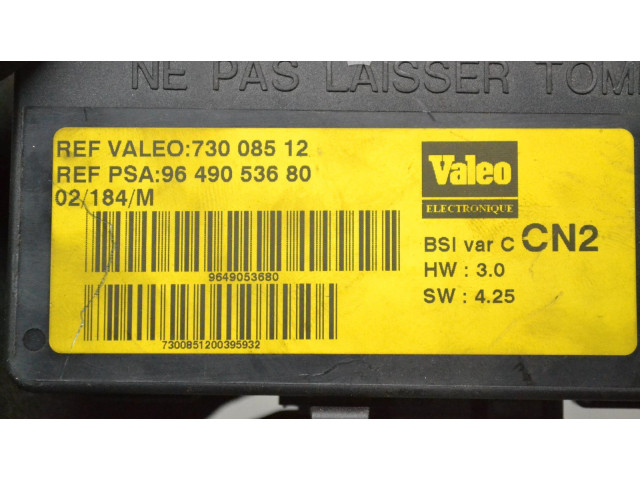 NE PAS LAISSER
REF VALEO:730 085 12
REF PSA:96 490 536 80
02/184/M
9649053680
7300851200395932
Valeo
ELECTRONIQUE
BSI var C CN2
HW : 3.0
SW : 4.25